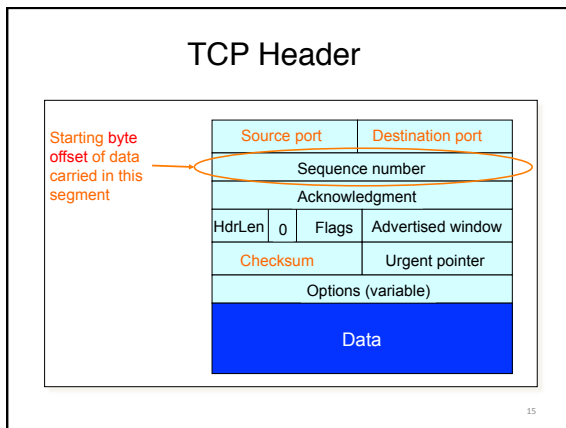 TCP Header
Starting byte
offset of data
carried in this
segment
Source port
Destination port
Sequence number
Acknowledgment
HdrLen
0
Flags
Advertised window
Checksum
Urgent pointer
Options (variable)
Data
15